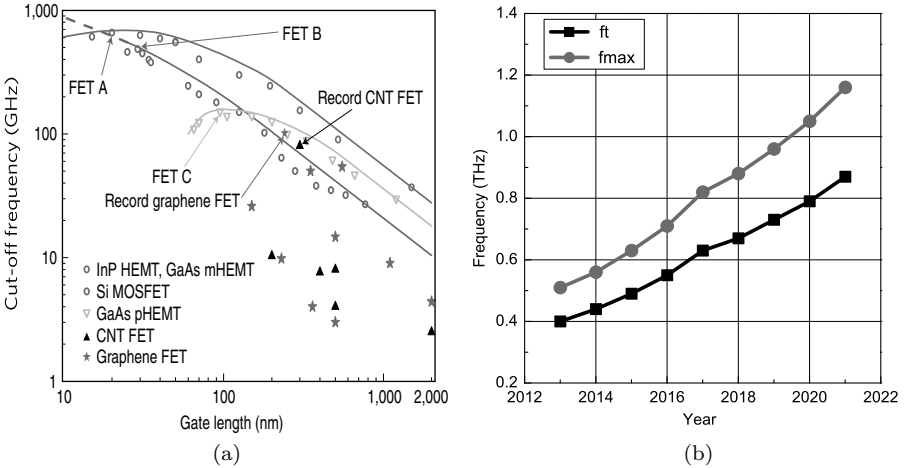 1,000
100
10
1
Cut-off frequency (GHz)
FET B
FET A
Record CNT FET
FET C
Record graphene FET
InP HEMT, GaAs mHEMT
Si MOSFET
GaAs pHEMT
CNT FET
Graphene FET
10
100
1,000
2,000
Gate length (nm)
(a)
1.4
1.2
1.0
0.8
0.6
0.4
0.2
Frequency (THz)
ft
fmax
2012
2014
2016
2018
2020
2022
Year
(b)